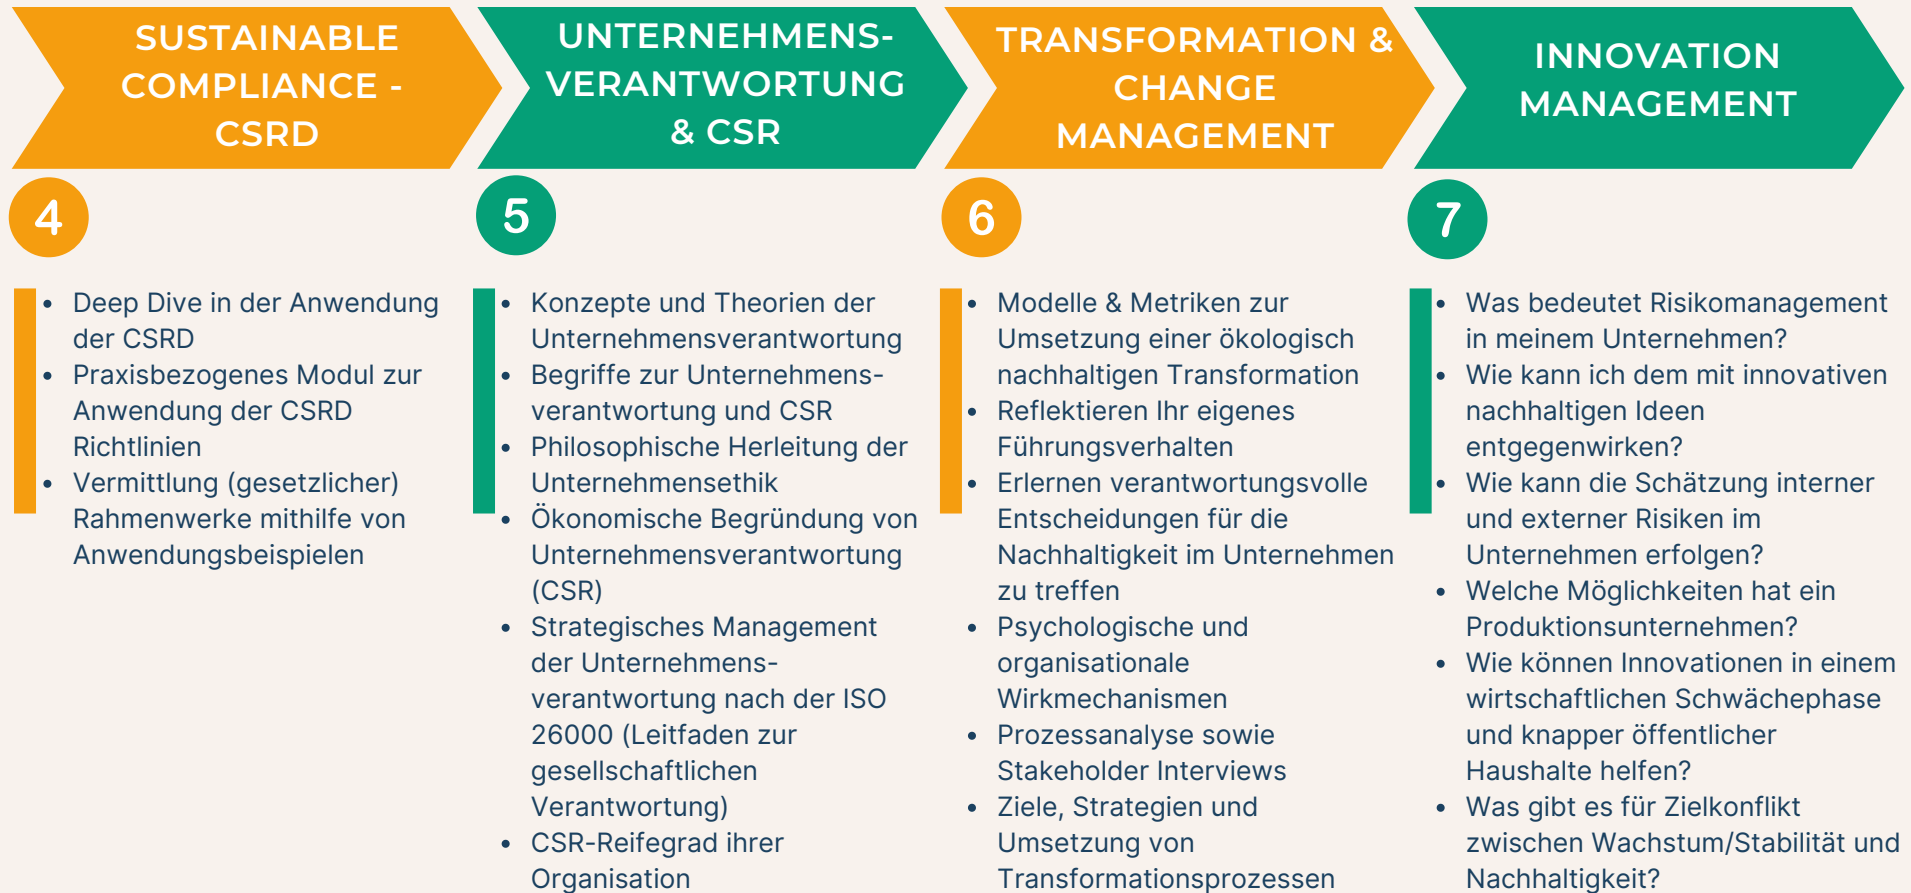 SUSTAINABLE
COMPLIANCE -
CSRD
UNTERNEHMENS-
VERANTWORTUNG
& CSR
TRANSFORMATION &
CHANGE
MANAGEMENT
INNOVATION
MANAGEMENT
4
5
6
7
• Deep Dive in der Anwendung
der CSRD
• Praxisbezogenes Modul zur
Anwendung der CSRD
Richtlinien
• Vermittlung (gesetzlicher)
Rahmenwerke mithilfe von
Anwendungsbeispielen
• Konzepte und Theorien der
Unternehmensverantwortung
• Begriffe zur Unternehmens-
verantwortung und CSR
• Philosophische Herleitung der
Unternehmensethik
• Ökonomische Begründung von
Unternehmensverantwortung
(CSR)
• Strategisches Management
der Unternehmens-
verantwortung nach der ISO
26000 (Leitfaden zur
gesellschaftlichen
Verantwortung)
• CSR-Reifegrad ihrer
Organisation
• Modelle & Metriken zur
Umsetzung einer ökologisch
nachhaltigen Transformation
• Reflektieren Ihr eigenes
Führungsverhalten
• Erlernen verantwortungsvolle
Entscheidungen für die
Nachhaltigkeit im Unternehmen
zu treffen
• Psychologische und
organisationale
Wirkmechanismen
• Prozessanalyse sowie
Stakeholder Interviews
• Ziele, Strategien und
Umsetzung von
Transformationsprozessen
• Was bedeutet Risikomanagement
in meinem Unternehmen?
• Wie kann ich dem mit innovativen
nachhaltigen Ideen
entgegenwirken?
• Wie kann die Schätzung interner
und externer Risiken im
Unternehmen erfolgen?
• Welche Möglichkeiten hat ein
Produktionsunternehmen?
• Wie können Innovationen in einem
wirtschaftlichen Schwächephase
und knapper öffentlicher
Haushalte helfen?
• Was gibt es für Zielkonflikt
zwischen Wachstum/Stabilität und
Nachhaltigkeit?